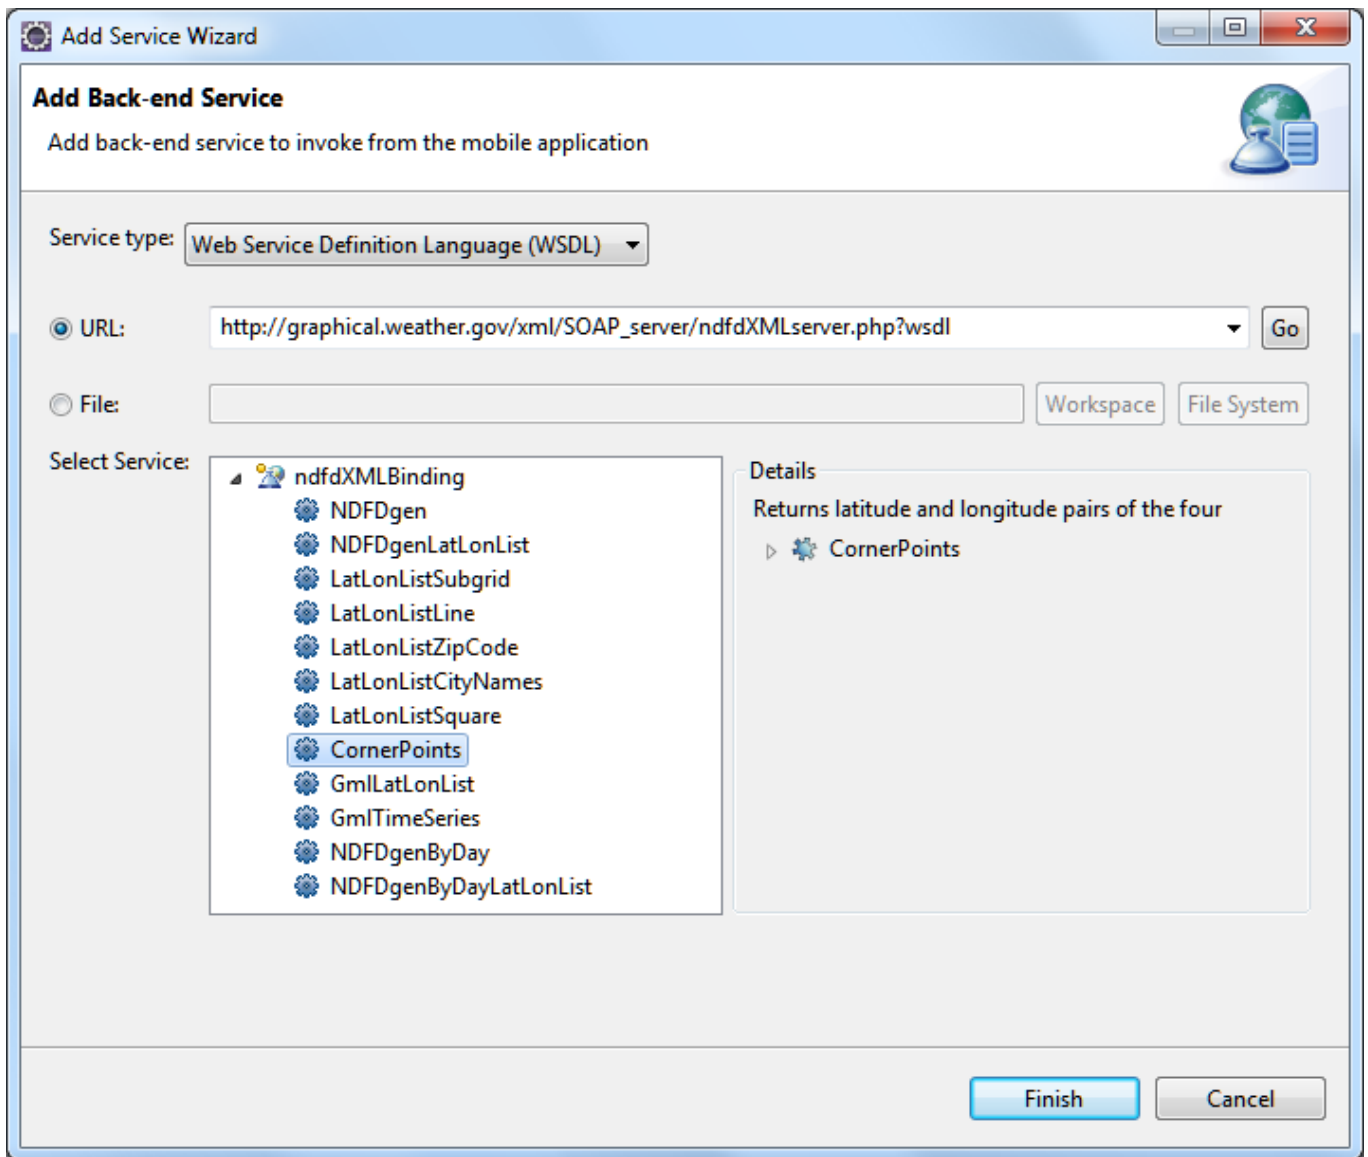 Add Service Wizard
Add Back-end Service
Add back-end service to invoke from the mobile application
Service type: Web Service Definition Language (WSDL)
URL: http://graphical.weather.gov/xml/SOAP_server/ndfdXMLserver.php?wsdl Go
File: Workspace File System
Select Service:
ndfdXMLBinding
NDFDgen
NDFDgenLatLonList
LatLonListSubgrid
LatLonListLine
LatLonListZipCode
LatLonListCityNames
LatLonListSquare
CornerPoints
GmlLatLonList
GmlTimeSeries
NDFDgenByDay
NDFDgenByDayLatLonList
Details
Returns latitude and longitude pairs of the four
CornerPoints
Finish Cancel